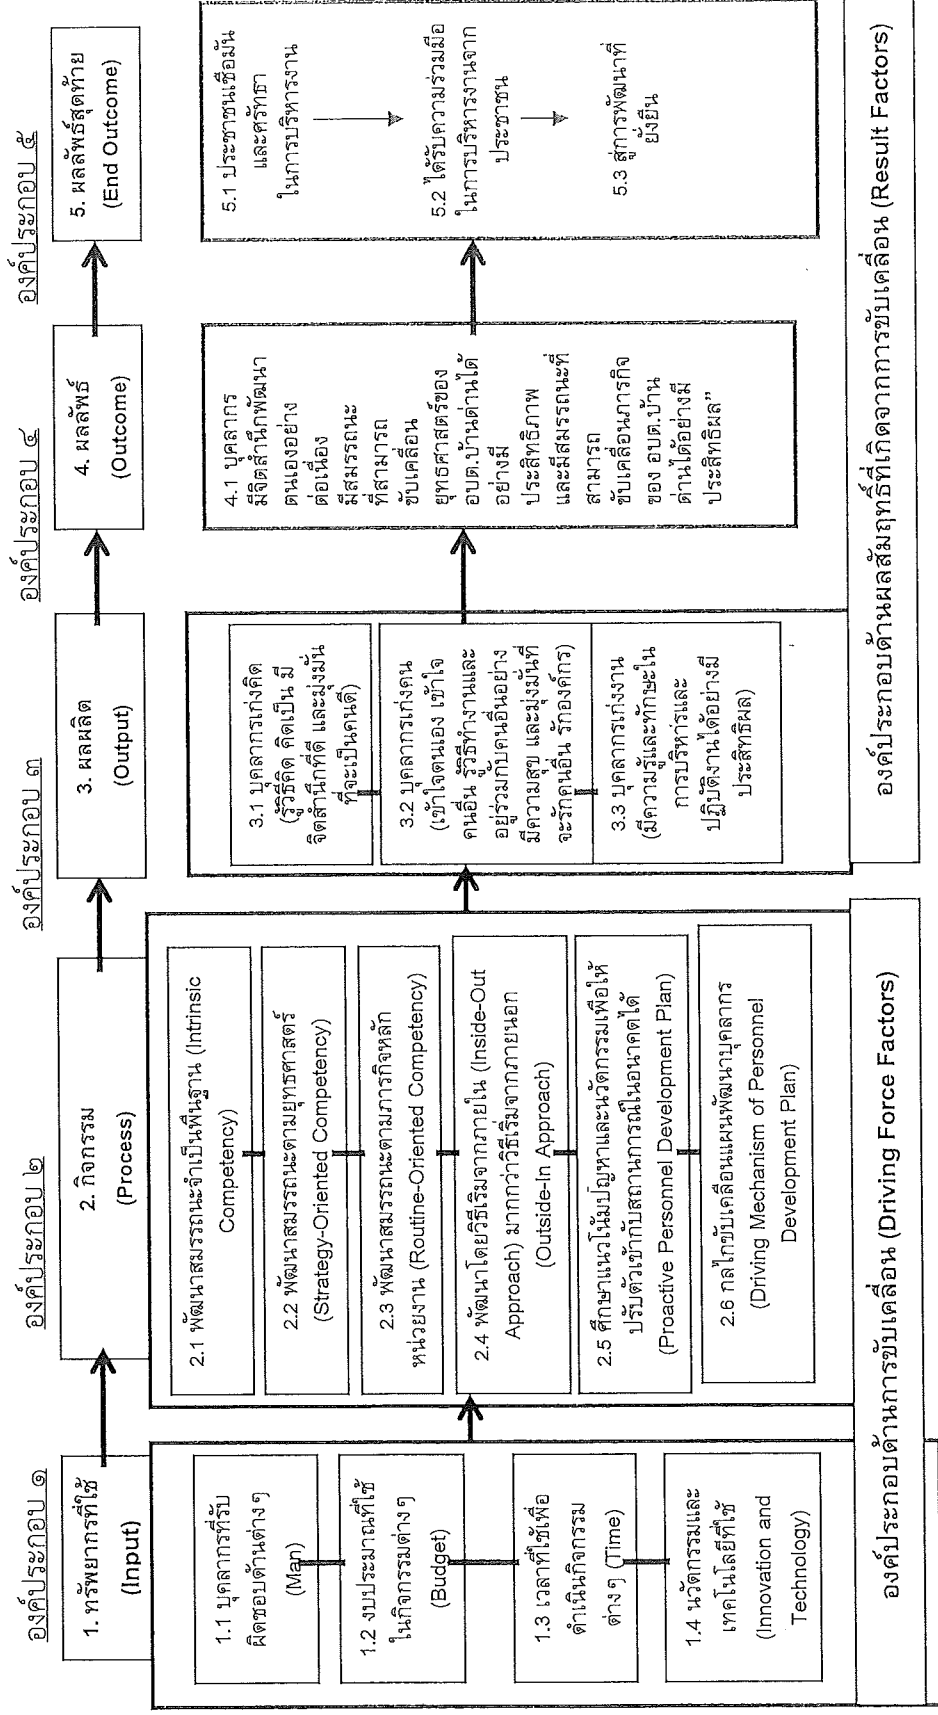 องค์ประกอบ ๑
1. ทรัพยากรที่ใช้
(Input)
1.1 บุคลากรที่รับ
ผิดชอบด้านต่างๆ
(Man)
1.2 งบประมาณที่ใช้
ในกิจกรรมต่างๆ
(Budget)
1.3 เวลาที่ใช้เพื่อ
ดำเนินกิจกรรม
ต่างๆ (Time)
1.4 นวัตกรรมและ
เทคโนโลยีที่ใช้
(Innovation and
Technology)
องค์ประกอบ ๒
2. กิจกรรม
(Process)
2.1 พัฒนาสมรรถนะจำเป็นพื้นฐาน (Intrinsic
Competency)
2.2 พัฒนาสมรรถนะตามยุทธศาสตร์
(Strategy-Oriented Competency)
2.3 พัฒนาสมรรถนะตามภารกิจหลัก
หน่วยงาน (Routine-Oriented Competency)
2.4 พัฒนาโดยวิธีเริ่มจากภายใน (Inside-Out
Approach) มากกว่าวิธีเริ่มจากภายนอก
(Outside-In Approach)
2.5 ศึกษาแนวโน้มปัญหาและนวัตกรรมเพื่อให้
ปรับตัวเข้ากับสถานการณ์ในอนาคตได้
(Proactive Personnel Development Plan)
2.6 กลไกขับเคลื่อนแผนพัฒนาบุคลากร
(Driving Mechanism of Personnel
Development Plan)
องค์ประกอบด้านการขับเคลื่อน (Driving Force Factors)
องค์ประกอบ ๓
3. ผลผลิต
(Output)
3.1 บุคลากรเก่งคิด
(รู้วิธีคิด คิดเป็น มี
จิตสำนึกที่ดี และมุ่งมั่น
ที่จะเป็นคนดี)
3.2 บุคลากรเก่งคน
(เข้าใจตนเอง เข้าใจ
คนอื่น รู้วิธีทำงานและ
อยู่ร่วมกับคนอื่นอย่าง
มีความสุข และมุ่งมั่นที่
จะรักคนอื่น รักองค์กร)
3.3 บุคลากรเก่งงาน
(มีความรู้และทักษะใน
การบริหารและ
ปฏิบัติงานได้อย่างมี
ประสิทธิผล)
องค์ประกอบ ๔
4. ผลลัพธ์
(Outcome)
4.1 บุคลากร
มีจิตสำนึกพัฒนา
ตนเองอย่าง
ต่อเนื่อง
มีสมรรถนะ
ที่สามารถ
ขับเคลื่อน
ยุทธศาสตร์ของ
อบต.บ้านด่านได้
อย่างมี
ประสิทธิภาพ
และมีสมรรถนะที่
สามารถ
ขับเคลื่อนภารกิจ
ของ อบต.บ้าน
ด่านได้อย่างมี
ประสิทธิผล”
องค์ประกอบ ๕
5. ผลลัพธ์สุดท้าย
(End Outcome)
5.1 ประชาชนเชื่อมั่น
และศรัทธา
ในการบริหารงาน
5.2 ได้รับความร่วมมือ
ในการบริหารงานจาก
ประชาชน
5.3 สู่การพัฒนาที่
ยั่งยืน
องค์ประกอบด้านผลสัมฤทธิ์ที่เกิดจากการขับเคลื่อน (Result Factors)